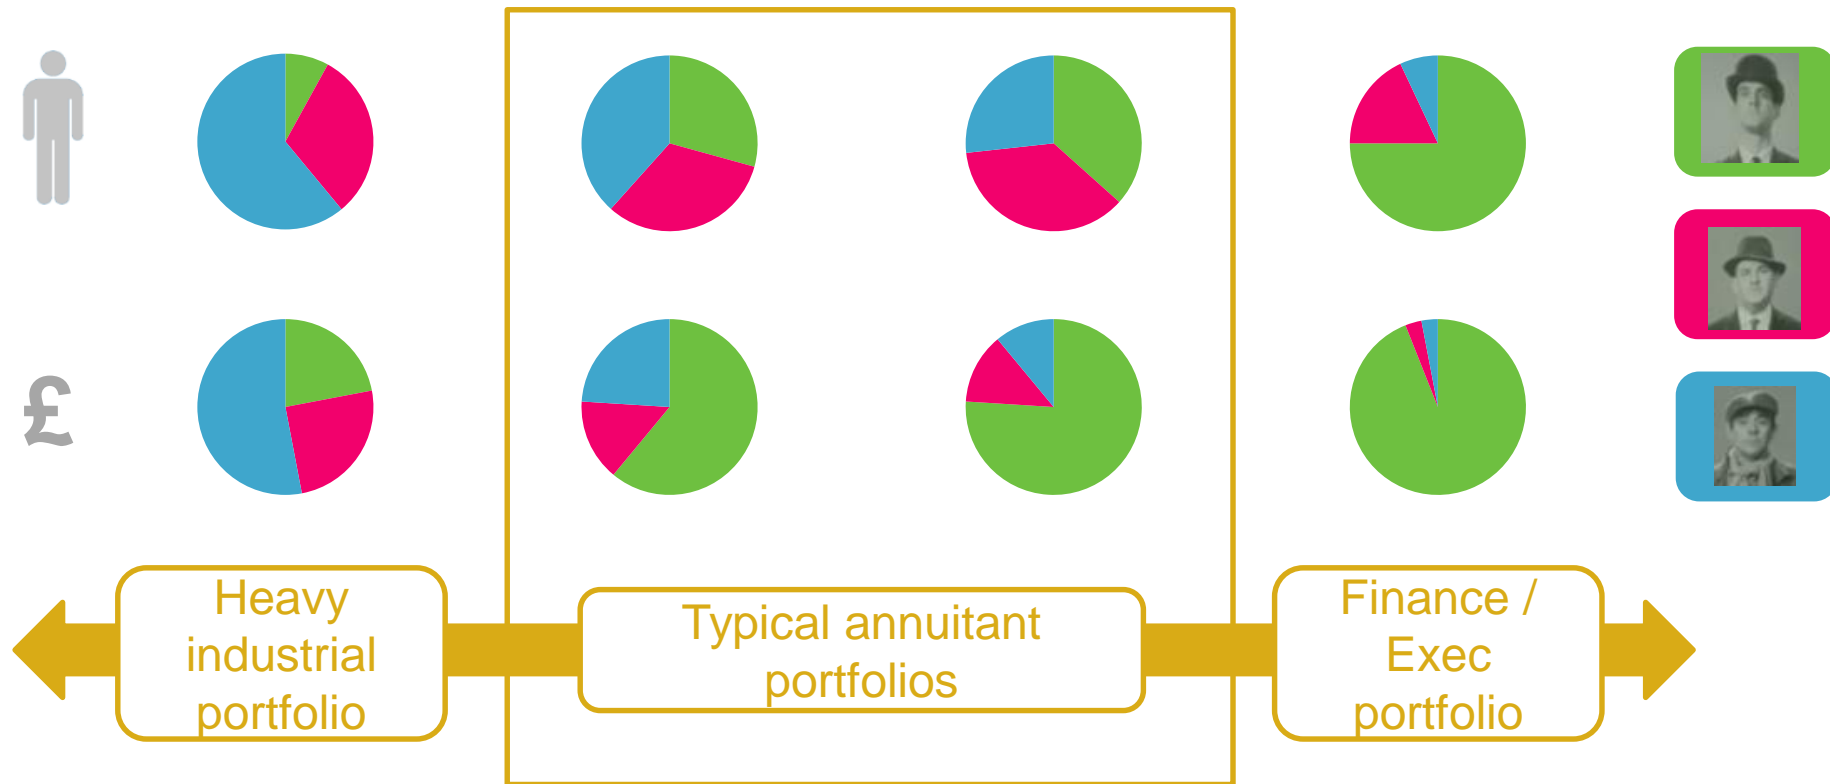 £
Heavy
industrial
portfolio
Typical annuitant
portfolios
Finance /
Exec
portfolio